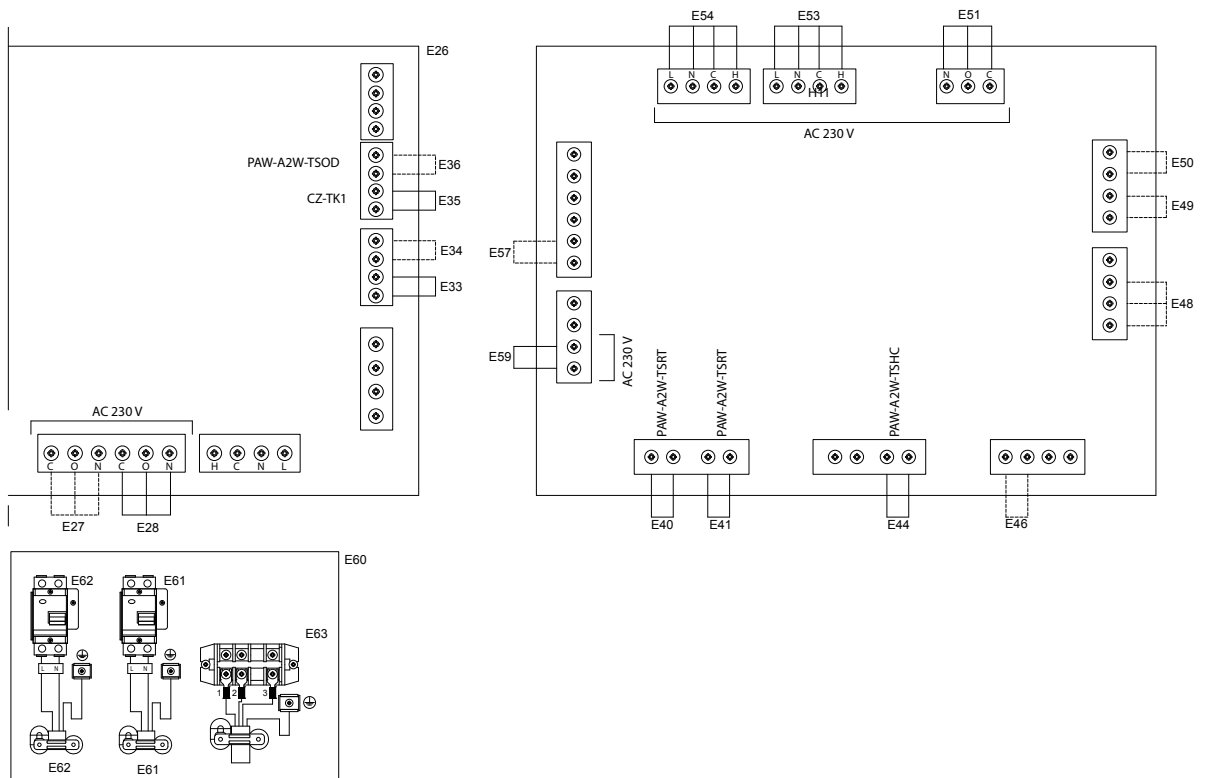 E54
E53
E51
E26
L N C H
L N C H
N O C
H11
AC 230 V
PAW-A2W-TSOD
E36
CZ-TK1
E35
E34
E33
E50
E49
E57
E48
E59
AC 230 V
PAW-A2W-TSRT
PAW-A2W-TSRT
PAW-A2W-TSHC
AC 230 V
C O N C O N
H C N L
E27
E28
E40
E41
E44
E46
E60
E62
E61
E63
L N
L N
1 2 3
E62
E61